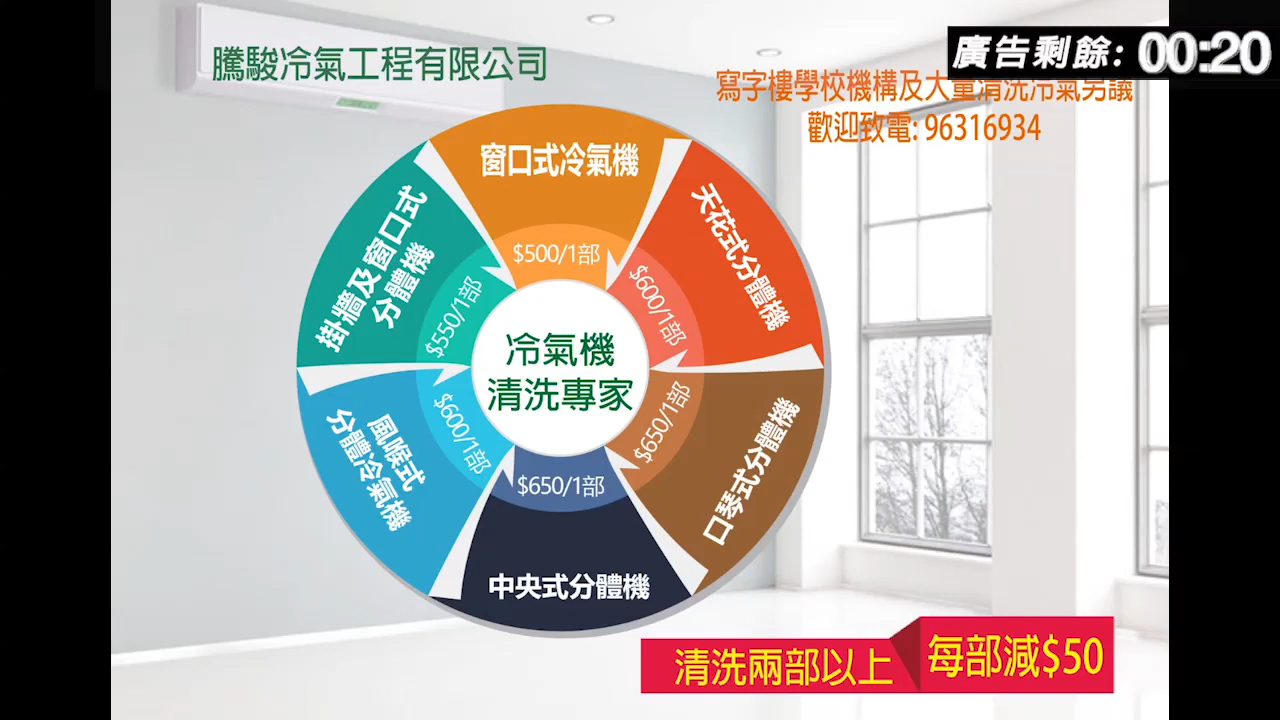 騰駿冷氣工程有限公司
廣告剩餘: 00:20
寫字樓學校機構及大量清洗冷氣另議
歡迎致電: 96316934
窗口式冷氣機
$500/1部
天花式分體機
$600/1部
口琴式分體機
$650/1部
中央式分體機
$650/1部
風喉式
分體冷氣機
$600/1部
掛牆及窗口式
分體機
$550/1部
冷氣機
清洗專家
清洗兩部以上
每部減$50